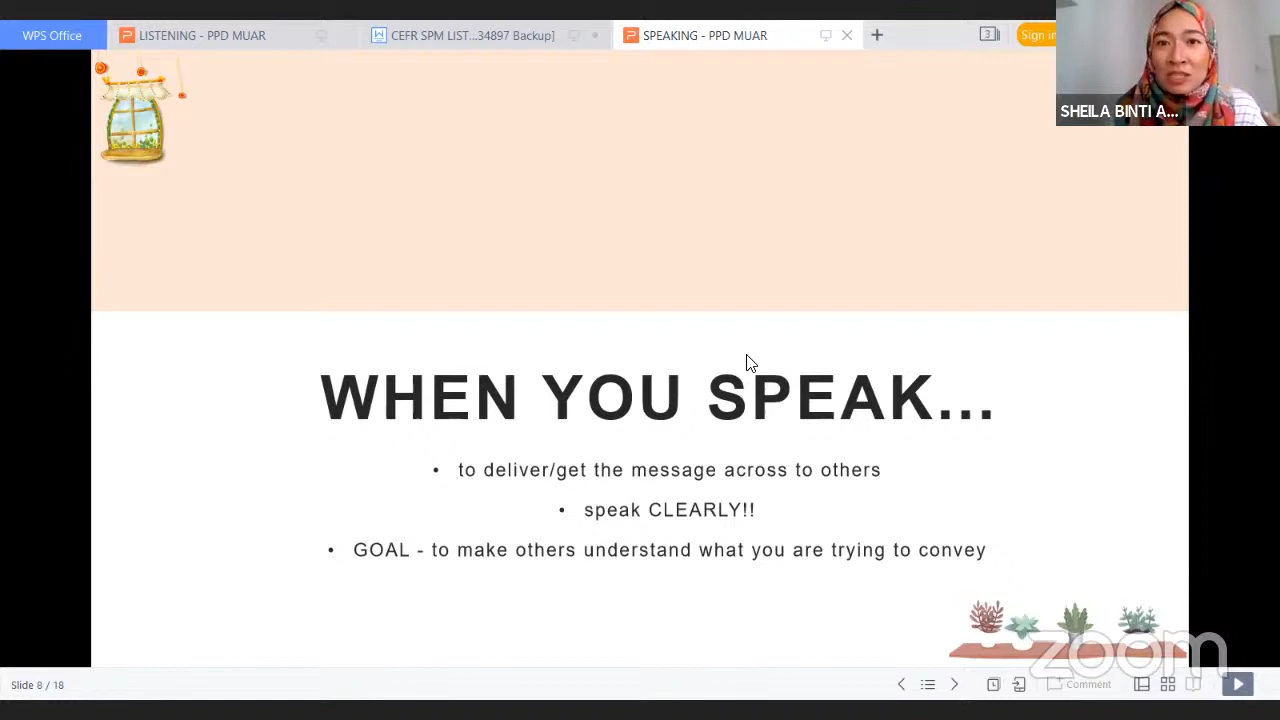 WPS Office
LISTENING - PPD MUAR
CEFR SPM LIST...34897 Backup]
SPEAKING - PPD MUAR
3
Sign in
SHEILA BINTI A...
WHEN YOU SPEAK...
• to deliver/get the message across to others
• speak CLEARLY!!
• GOAL - to make others understand what you are trying to convey
zoom
Slide 8 / 18
Comment